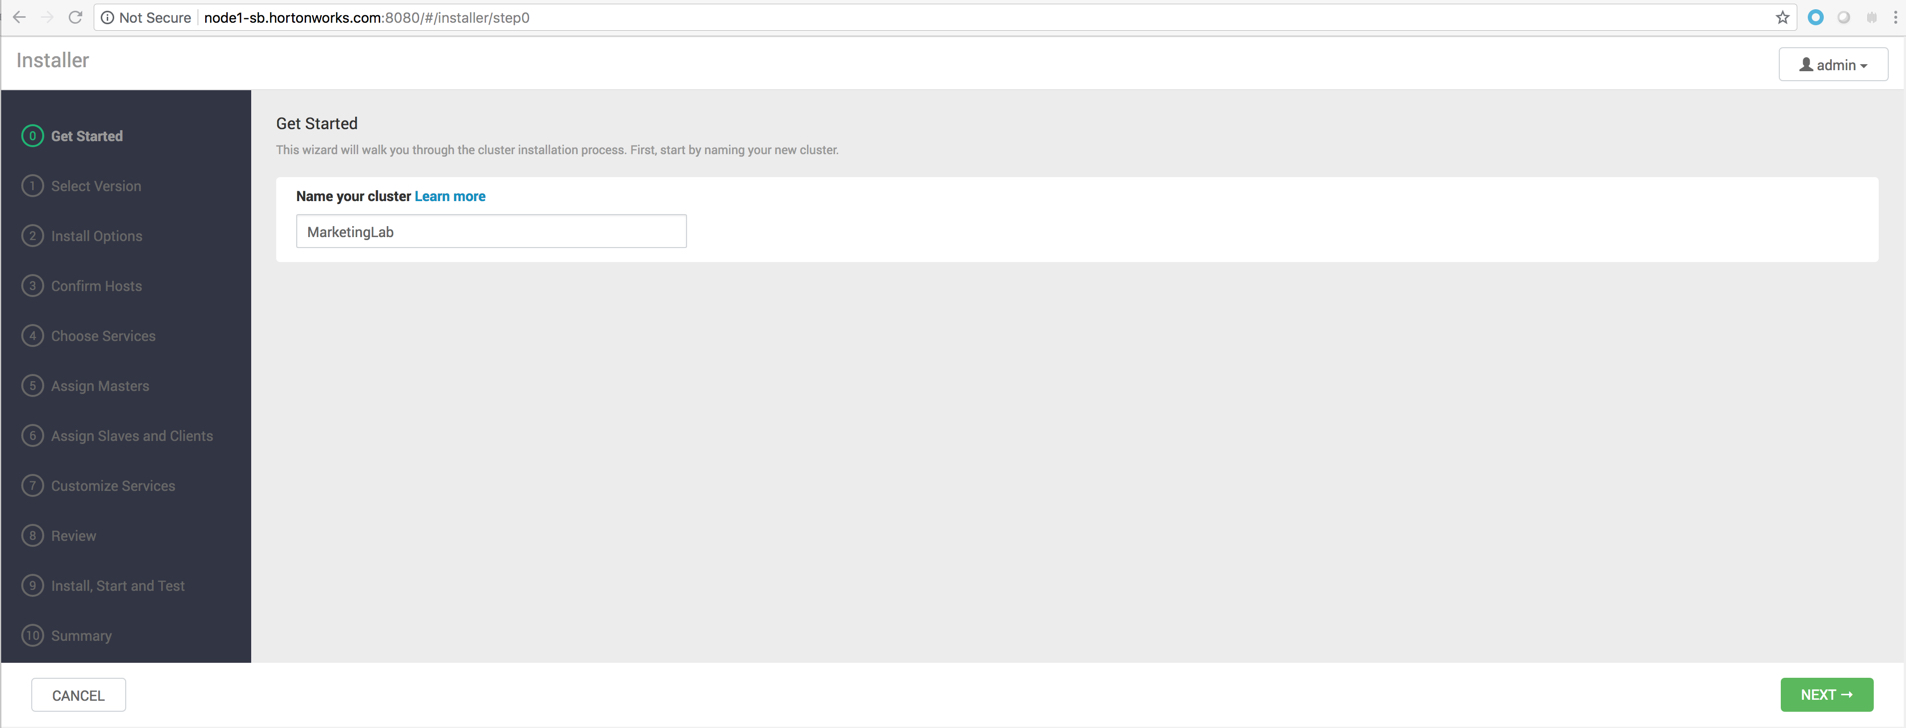 Not Secure node1-sb.hortonworks.com:8080/#/installer/step0
Installer
admin
0 Get Started
1 Select Version
2 Install Options
3 Confirm Hosts
4 Choose Services
5 Assign Masters
6 Assign Slaves and Clients
7 Customize Services
8 Review
9 Install, Start and Test
10 Summary
Get Started
This wizard will walk you through the cluster installation process. First, start by naming your new cluster.
Name your cluster Learn more
MarketingLab
CANCEL
NEXT →